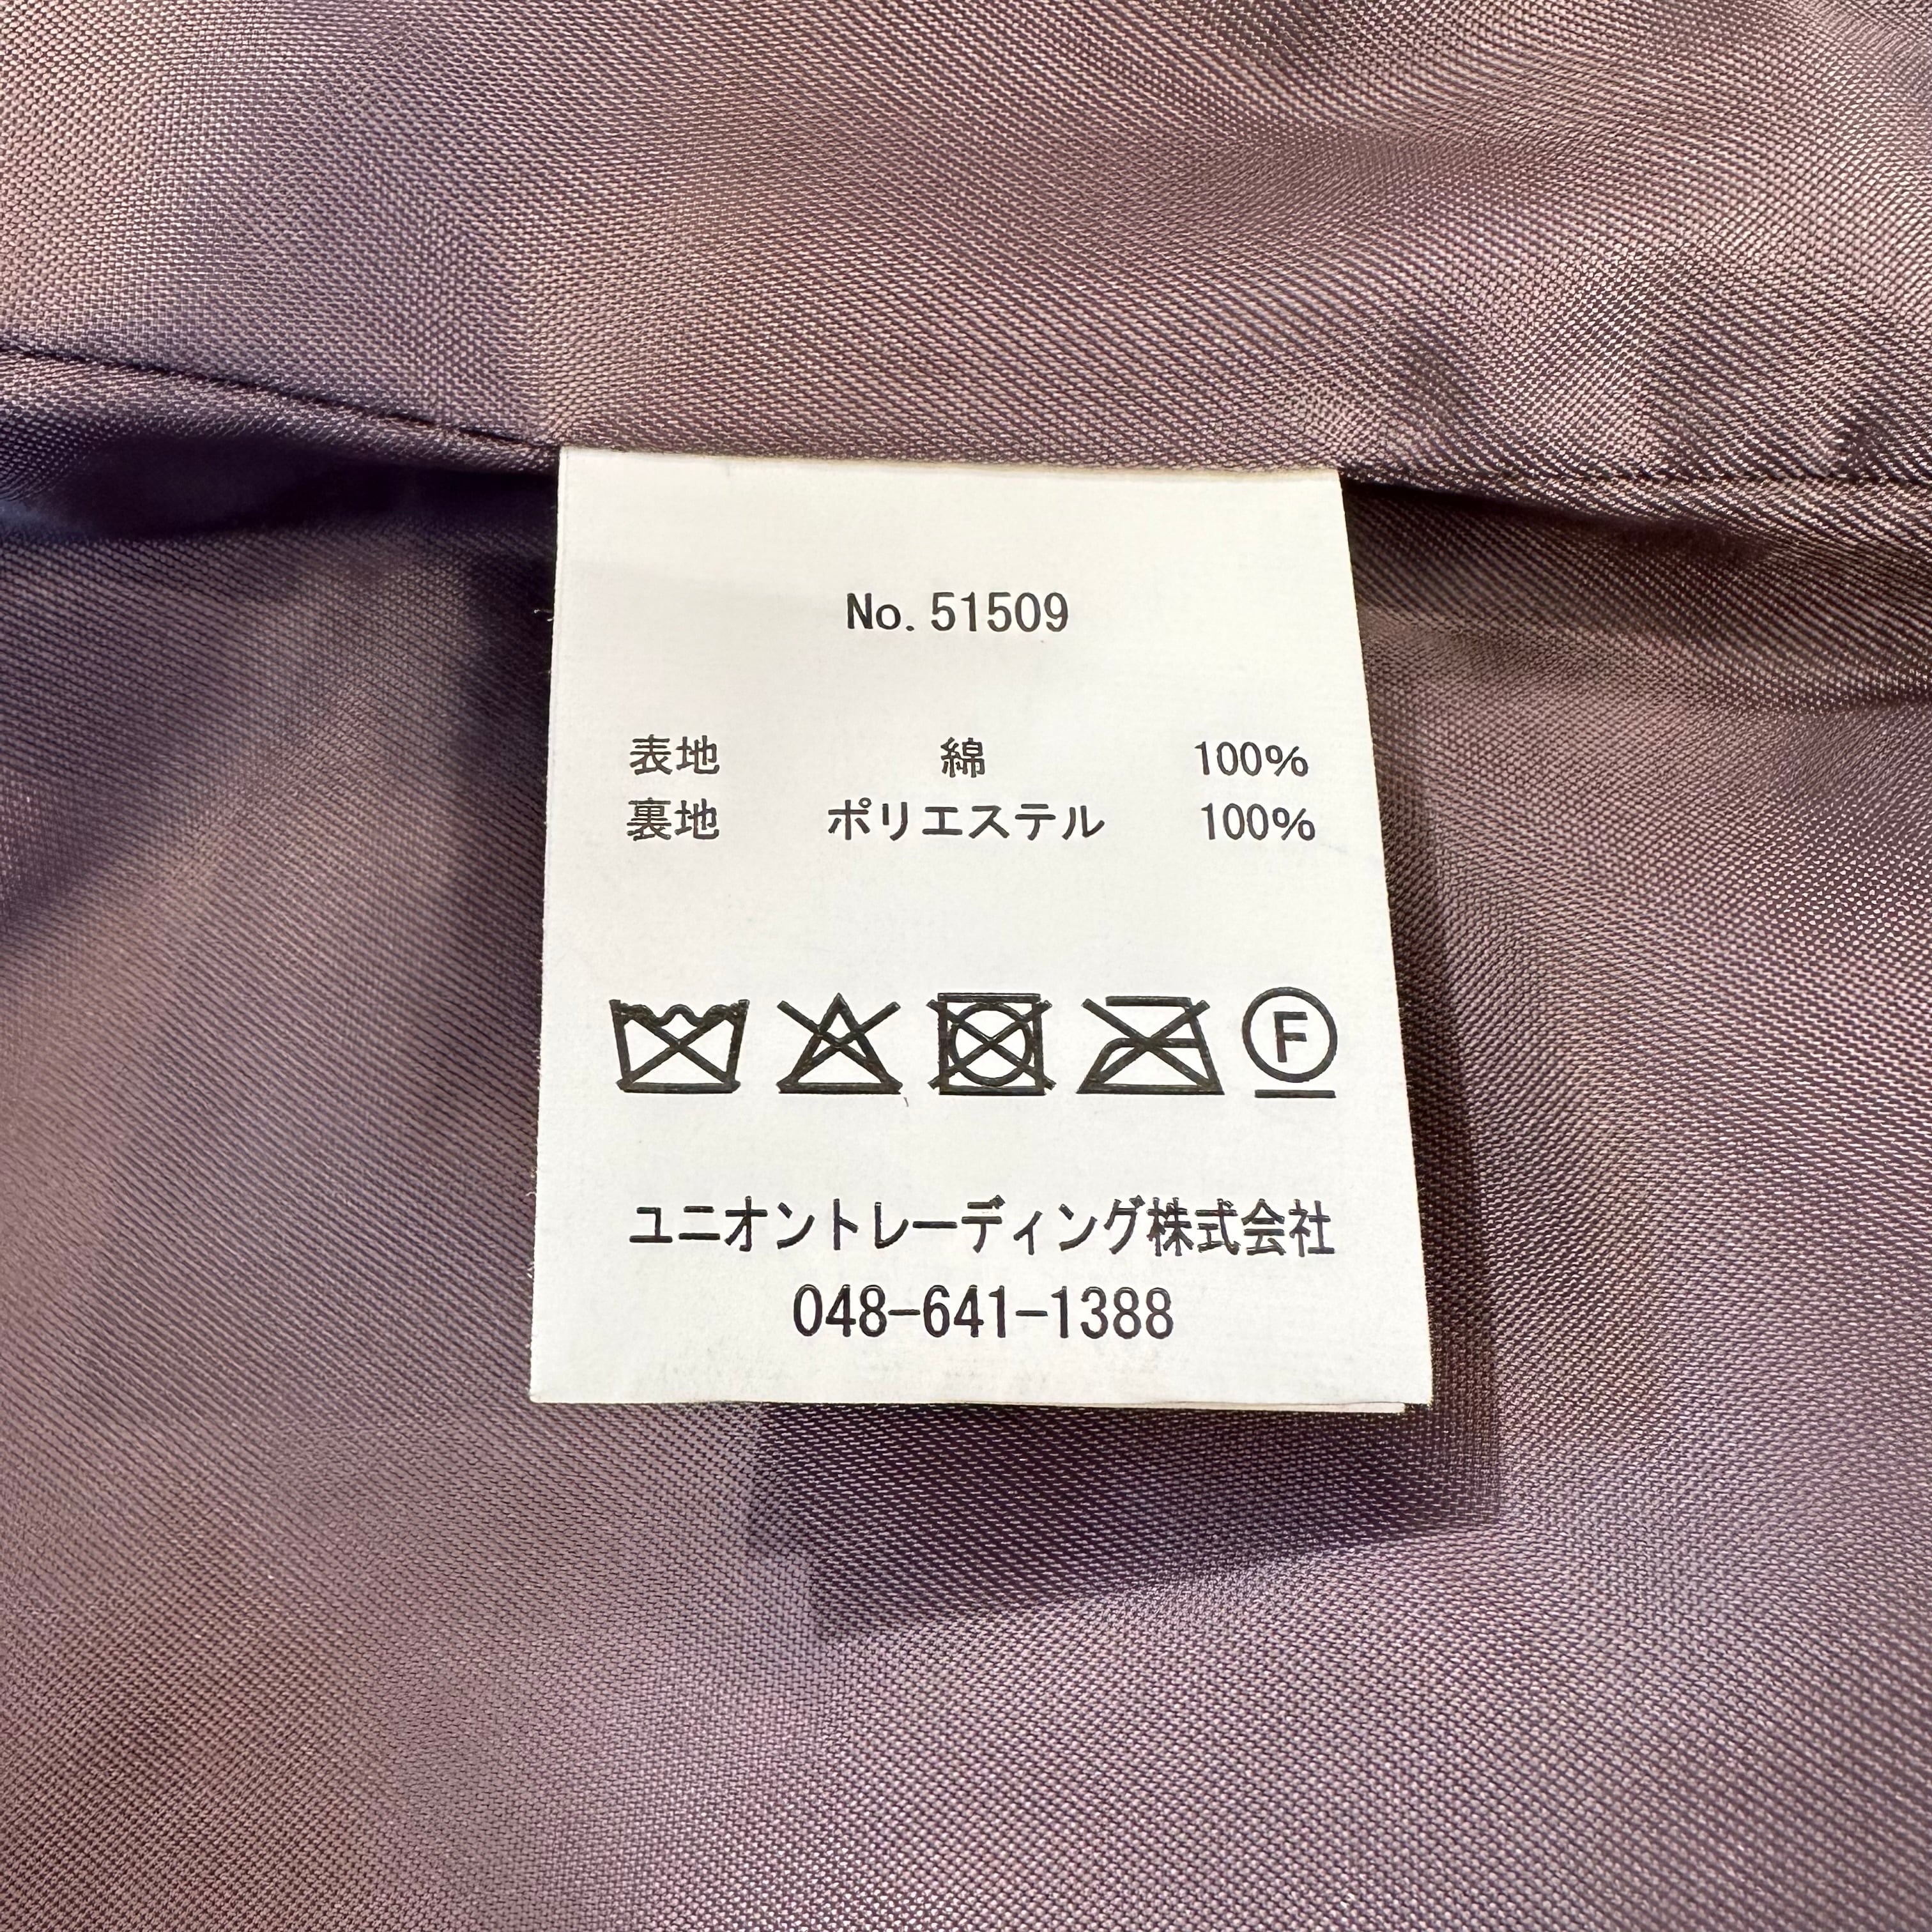 No. 51509
表地 綿 100%
裏地 ポリエステル 100%
F
ユニオントレーディング株式会社
048-641-1388